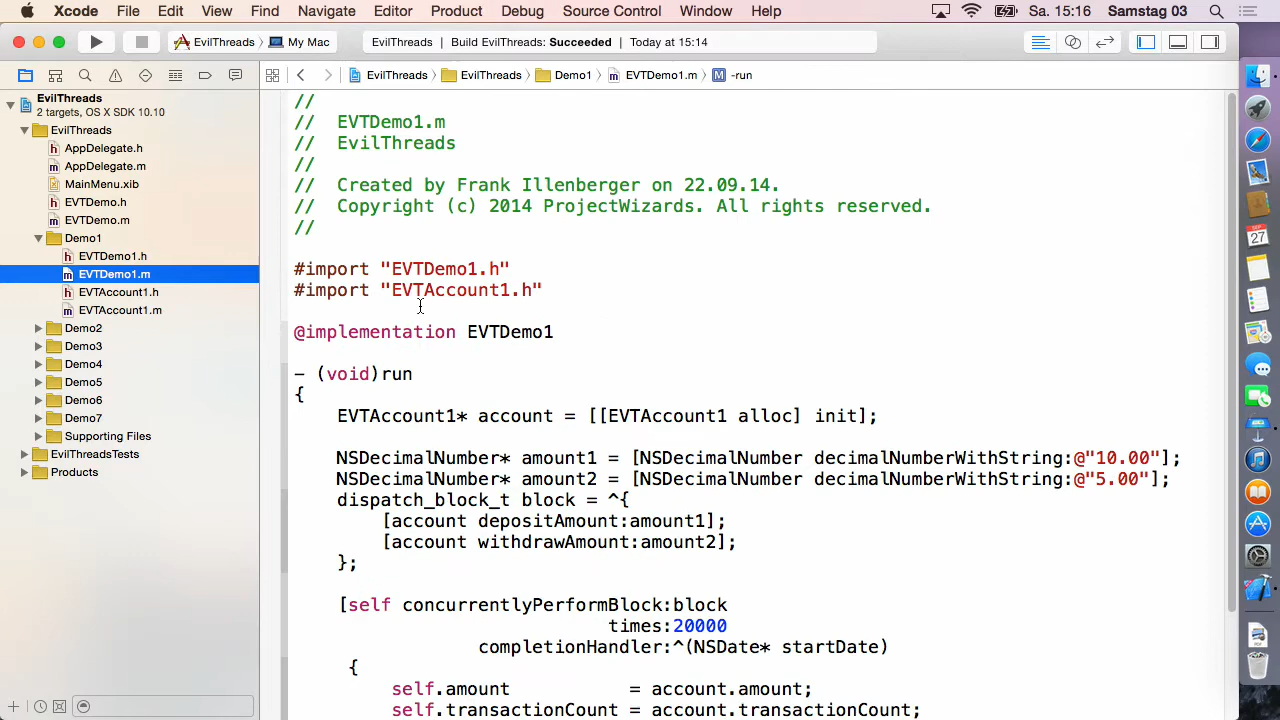 Xcode File Edit View Find Navigate Editor Product Debug Source Control Window Help Sa. 15:16 Samstag 03
EvilThreads My Mac EvilThreads | Build EvilThreads: Succeeded | Today at 15:14
EvilThreads EvilThreads Demo1 EVTDemo1.m -run
EvilThreads
2 targets, OS X SDK 10.10
EvilThreads
AppDelegate.h
AppDelegate.m
MainMenu.xib
EVTDemo.h
EVTDemo.m
Demo1
EVTDemo1.h
EVTDemo1.m
EVTAccount1.h
EVTAccount1.m
Demo2
Demo3
Demo4
Demo5
Demo6
Demo7
Supporting Files
EvilThreadsTests
Products
//
// EVTDemo1.m
// EvilThreads
//
// Created by Frank Illenberger on 22.09.14.
// Copyright (c) 2014 ProjectWizards. All rights reserved.
//
#import "EVTDemo1.h"
#import "EVTAccount1.h"
@implementation EVTDemo1
- (void)run
{
EVTAccount1* account = [[EVTAccount1 alloc] init];
NSDecimalNumber* amount1 = [NSDecimalNumber decimalNumberWithString:@"10.00"];
NSDecimalNumber* amount2 = [NSDecimalNumber decimalNumberWithString:@"5.00"];
dispatch_block_t block = ^{
[account depositAmount:amount1];
[account withdrawAmount:amount2];
};
[self concurrentlyPerformBlock:block
times:20000
completionHandler:^(NSDate* startDate)
{
self.amount = account.amount;
self.transactionCount = account.transactionCount;
SEP
27